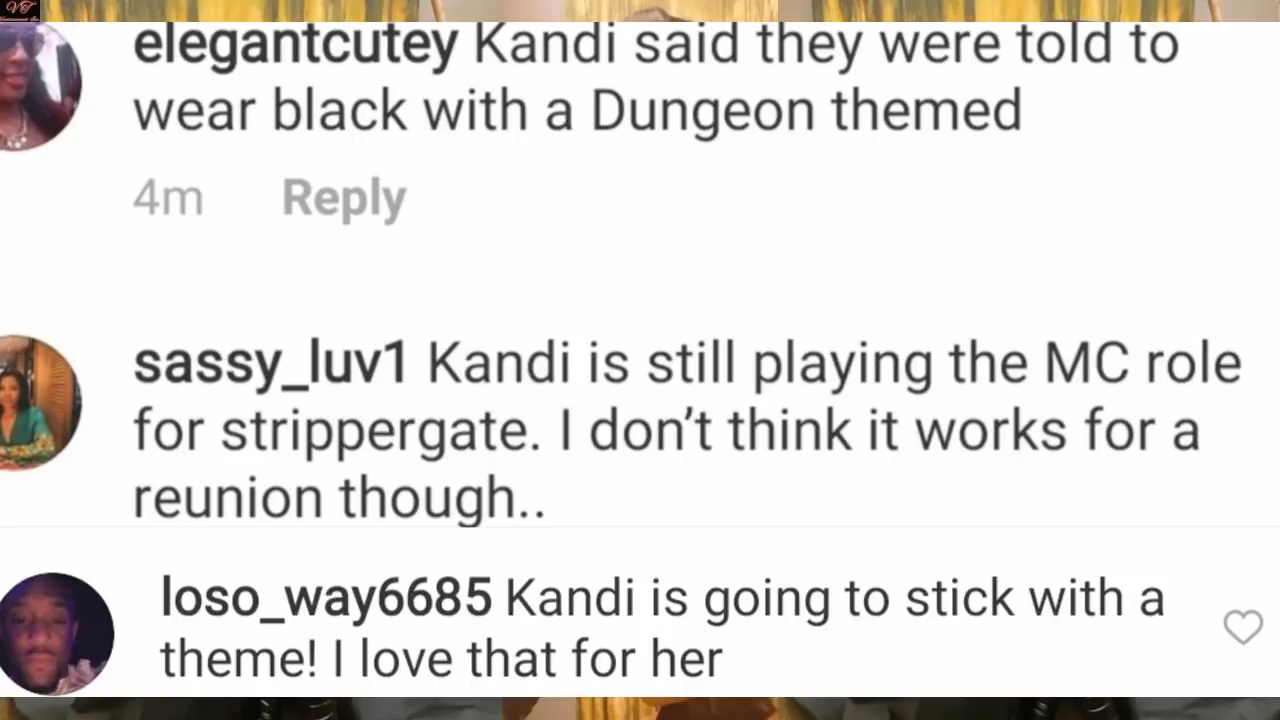 VT
elegantcutey Kandi said they were told to
wear black with a Dungeon themed
4m Reply
sassy_luv1 Kandi is still playing the MC role
for strippergate. I don’t think it works for a
reunion though..
loso_way6685 Kandi is going to stick with a
theme! I love that for her